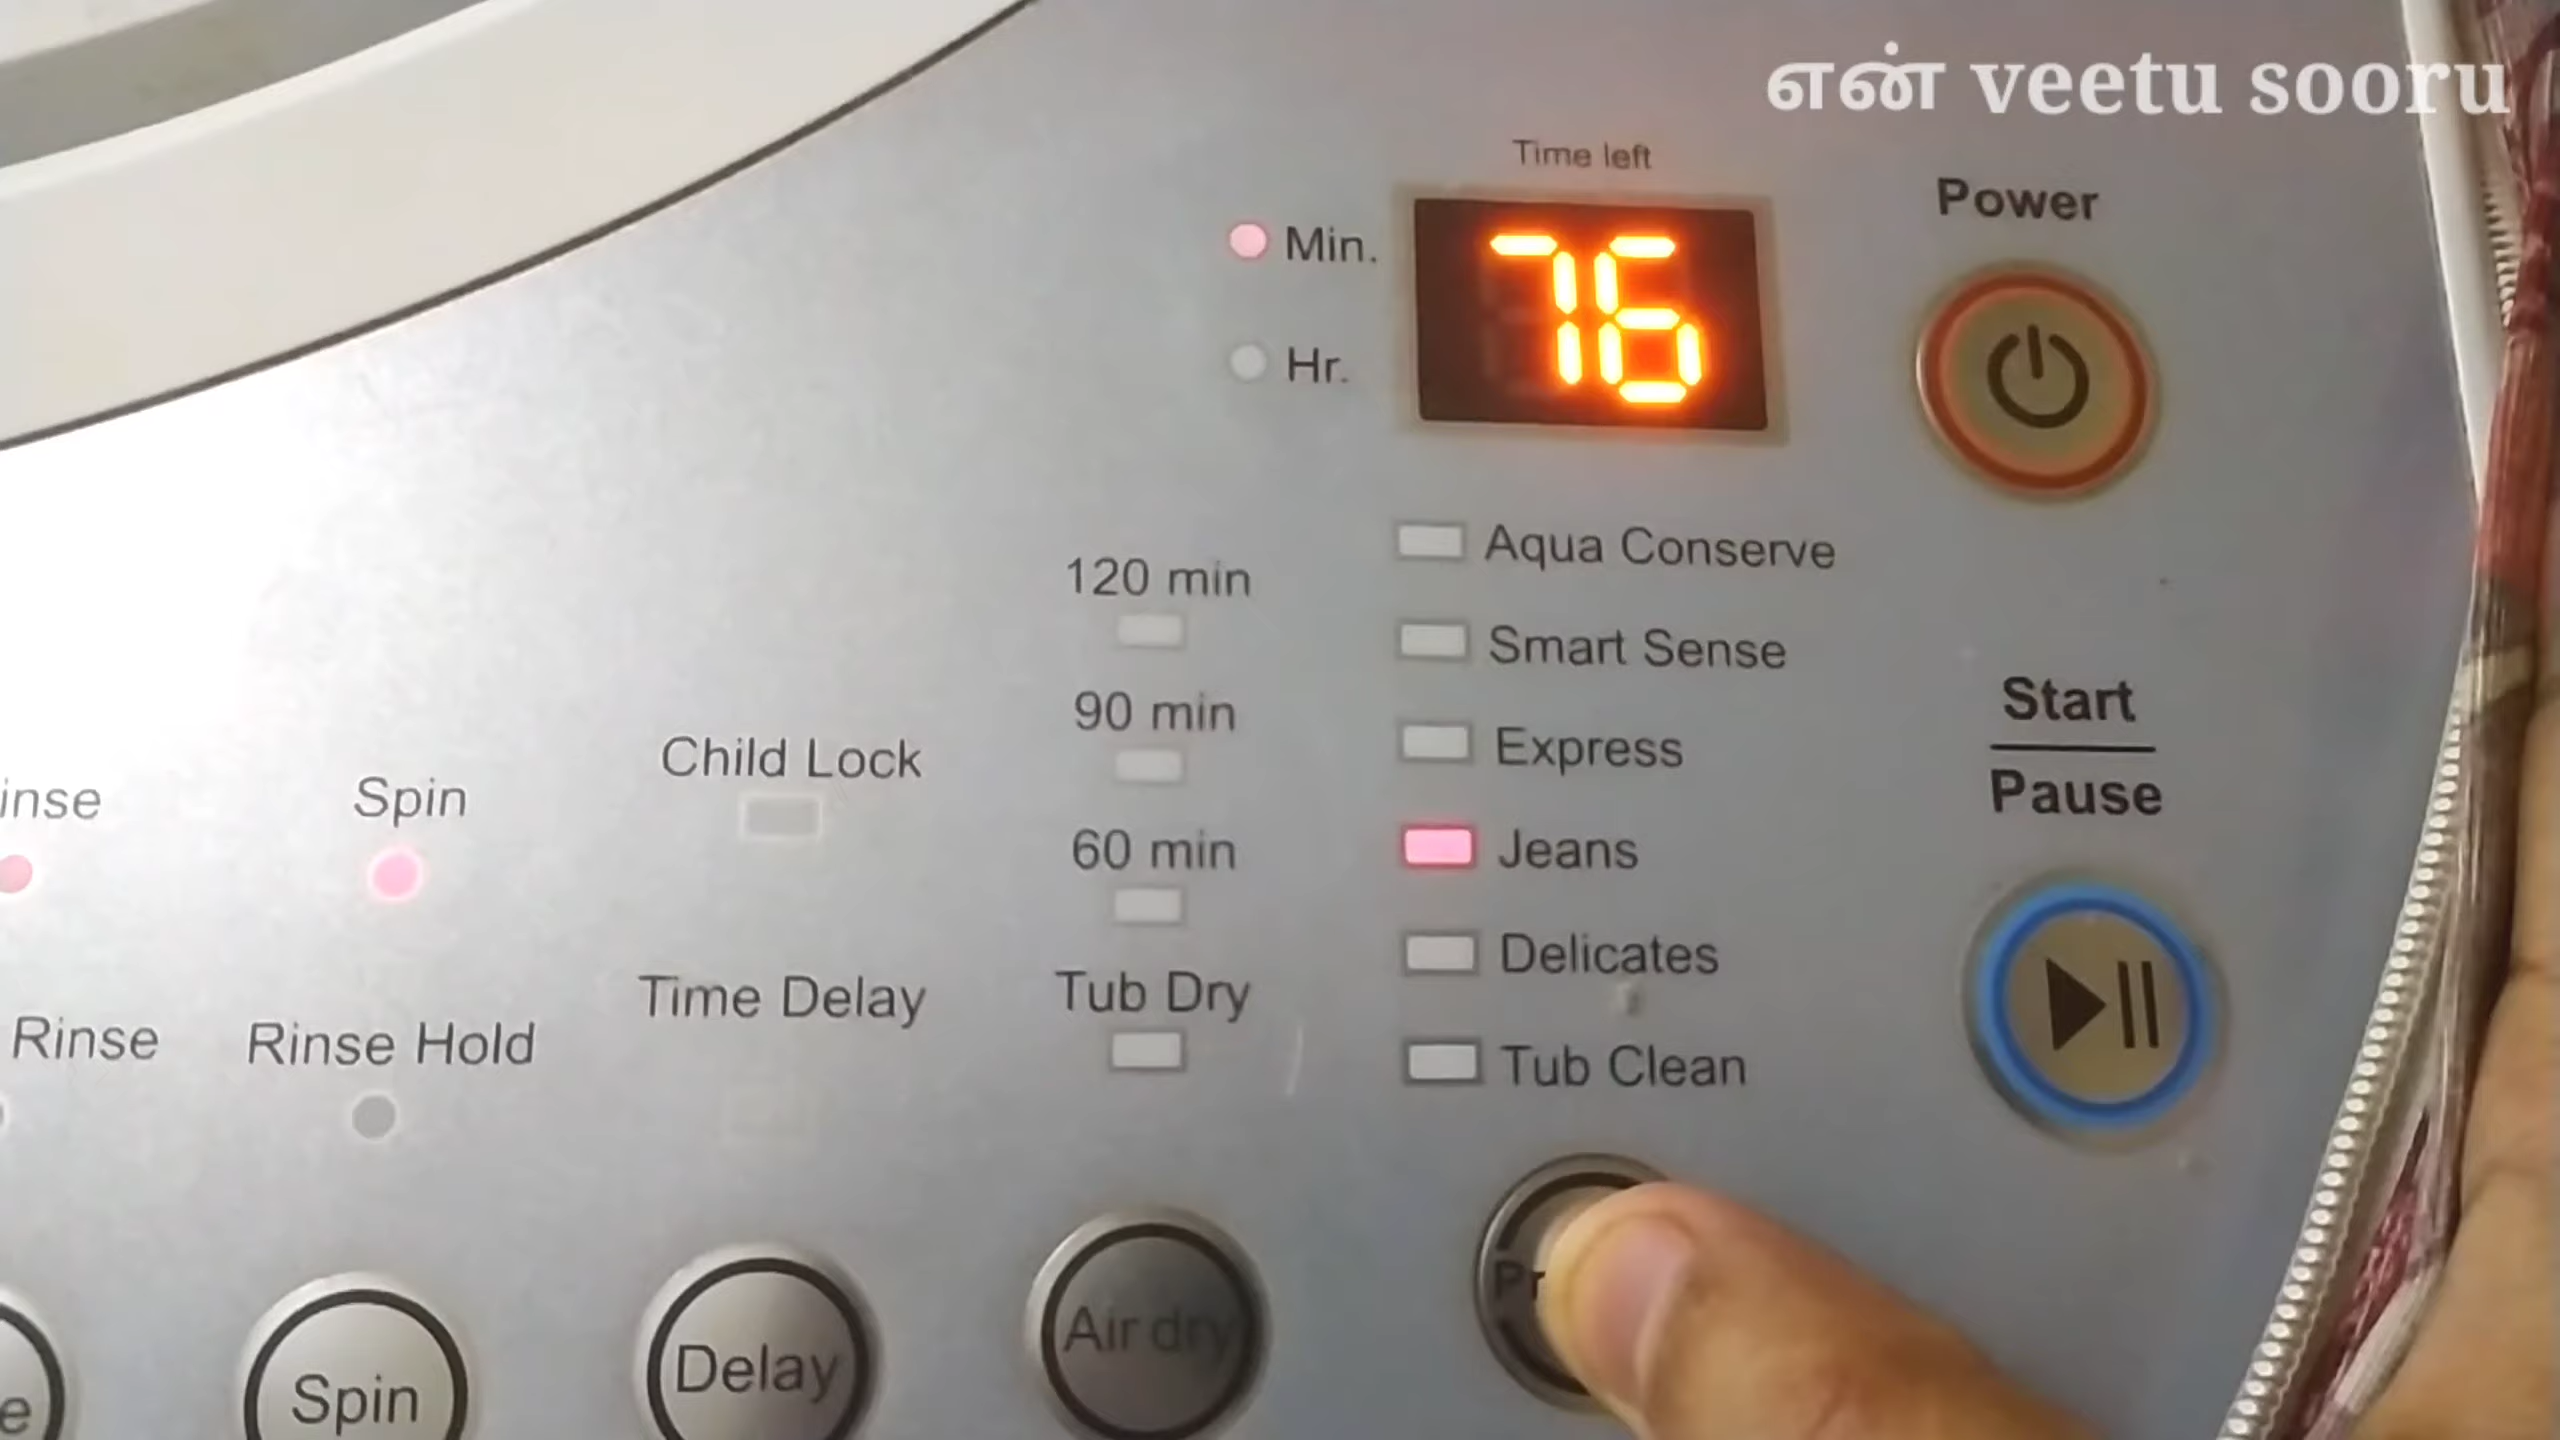 என் veetu sooru
Time left
Min.
76
Hr.
Power
Aqua Conserve
120 min
Smart Sense
90 min
Express
Start
Pause
Child Lock
inse
Spin
60 min
Jeans
Delicates
Time Delay
Tub Dry
Rinse
Rinse Hold
Tub Clean
Pr
Air dry
Delay
Spin
e